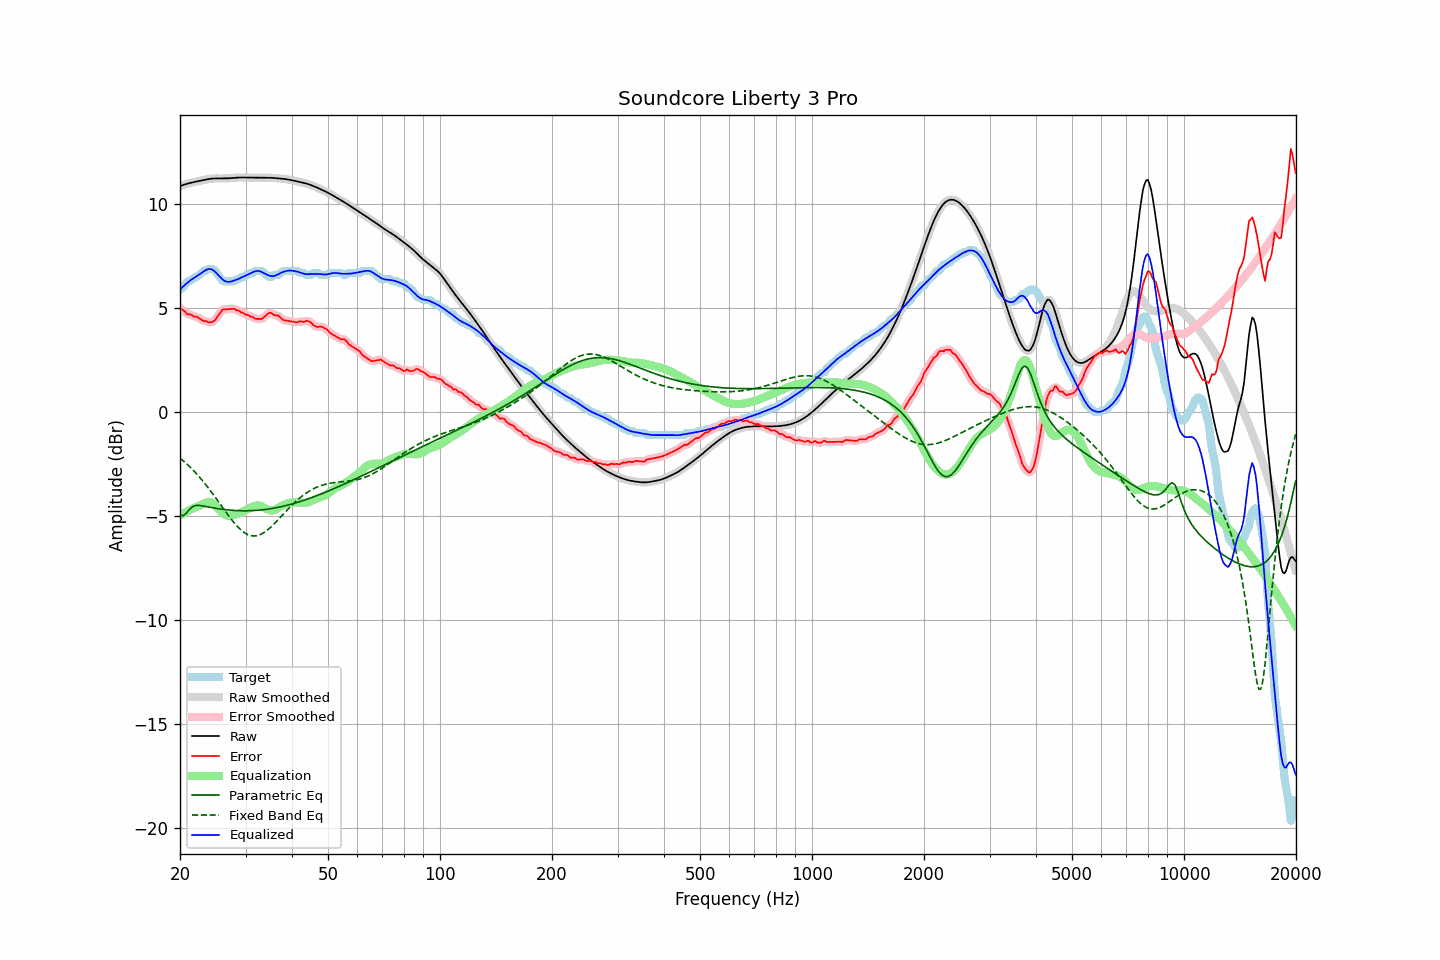 Soundcore Liberty 3 Pro
Amplitude (dBr)
10
5
0
−5
−10
−15
−20
Target
Raw Smoothed
Error Smoothed
Raw
Error
Equalization
Parametric Eq
Fixed Band Eq
Equalized
20 50 100 200 500 1000 2000 5000 10000 20000
Frequency (Hz)